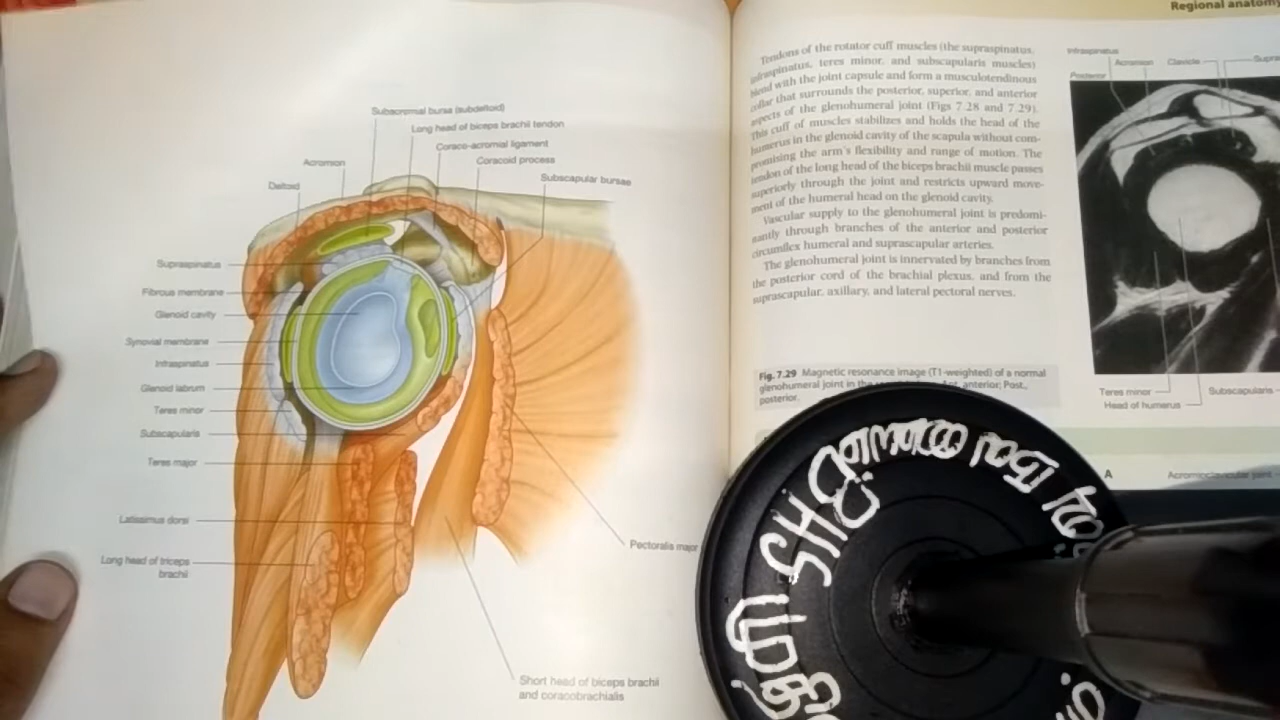 Subacromial bursa (subdeltoid)
Long head of biceps brachii tendon
Coraco-acromial ligament
Acromion
Coracoid process
Deltoid
Subscapular bursae
Supraspinatus
Fibrous membrane
Glenoid cavity
Synovial membrane
Infraspinatus
Glenoid labrum
Teres minor
Subscapularis
Teres major
Latissimus dorsi
Long head of triceps
brachii
Pectoralis major
Short head of biceps brachii
and coracobrachialis
Regional anatomy
Tendons of the rotator cuff muscles (the supraspinatus,
infraspinatus, teres minor, and subscapularis muscles)
blend with the joint capsule and form a musculotendinous
collar that surrounds the posterior, superior, and anterior
aspects of the glenohumeral joint (Figs 7.28 and 7.29).
This cuff of muscles stabilizes and holds the head of the
humerus in the glenoid cavity of the scapula without com-
promising the arm's flexibility and range of motion. The
tendon of the long head of the biceps brachii muscle passes
superiorly through the joint and restricts upward move-
ment of the humeral head on the glenoid cavity.
Vascular supply to the glenohumeral joint is predomi-
nantly through branches of the anterior and posterior
circumflex humeral and suprascapular arteries.
The glenohumeral joint is innervated by branches from
the posterior cord of the brachial plexus, and from the
suprascapular, axillary, and lateral pectoral nerves.
Fig. 7.29 Magnetic resonance image (T1-weighted) of a normal
glenohumeral joint in the anterior; Post.,
posterior.
Infraspinatus
Acromion
Clavicle
Posterior
Teres minor
Subscapularis
Head of humerus
A
Acromioclavicular joint
SHB